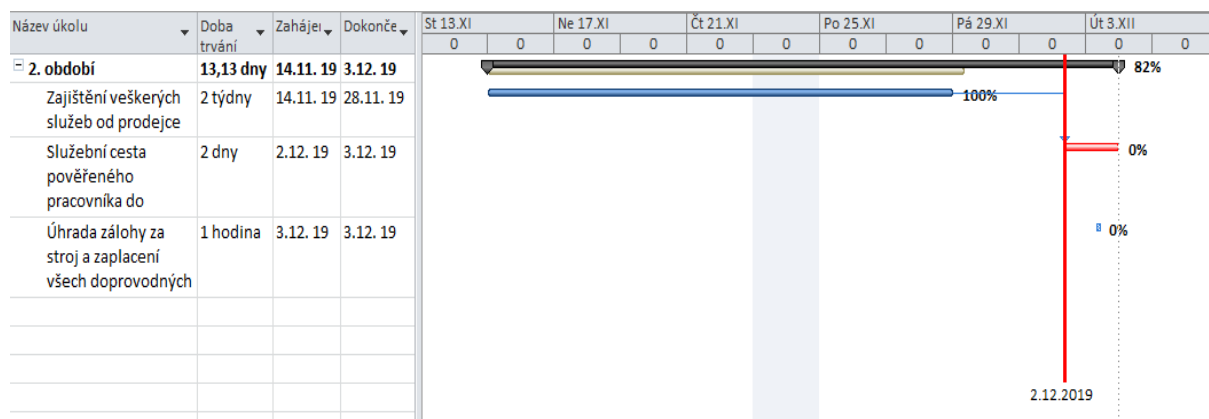 Název úkolu Doba trvání Zahájer Dokonče St 13.XI Ne 17.XI Čt 21.XI Po 25.XI Pá 29.XI Út 3.XII
0 0 0 0 0 0 0 0 0 0 0 0
2. období 13,13 dny 14.11. 19 3.12. 19 82%
Zajištění veškerých 2 týdny 14.11. 19 28.11. 19 100%
služeb od prodejce
Služební cesta 2 dny 2.12. 19 3.12. 19 0%
pověřeného
pracovníka do
Úhrada zálohy za 1 hodina 3.12. 19 3.12. 19 0%
stroj a zaplacení
všech doprovodných
2.12.2019